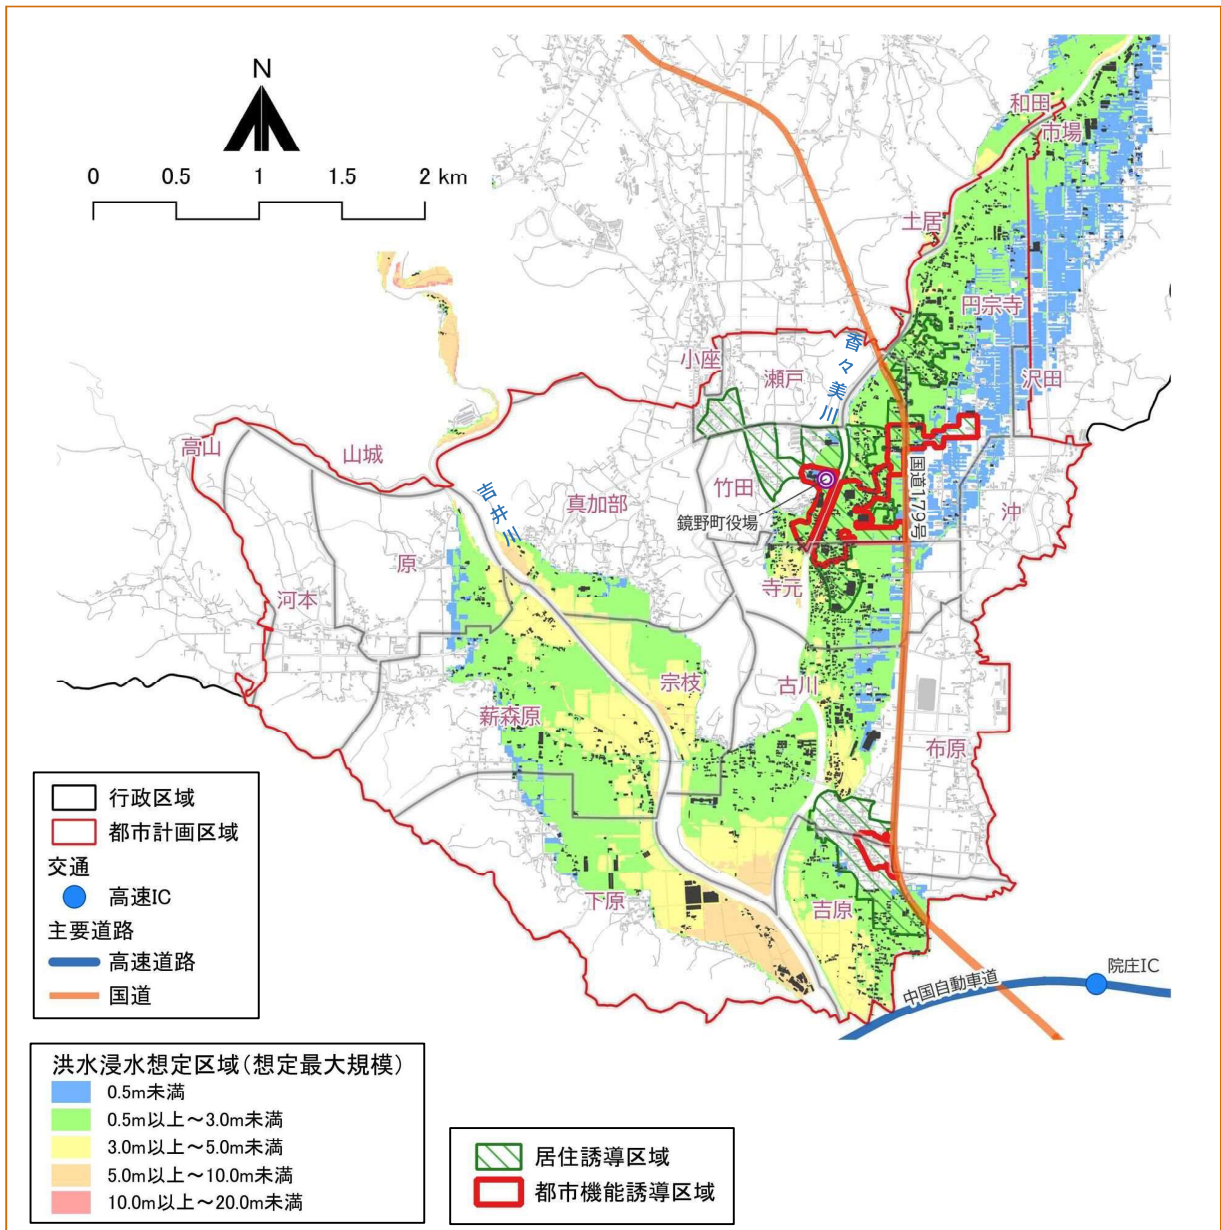 N
0 0.5 1 1.5 2 km
和田
市場
土居
円宗寺
香々美川
小座
瀬戸
沢田
高山
山城
吉井川
真加部
竹田
鏡野町役場
国道179号
沖
原
河本
寺元
宗枝
古川
薪森原
布原
下原
吉原
院庄IC
中国自動車道
行政区域
都市計画区域
交通
高速IC
主要道路
高速道路
国道
洪水浸水想定区域(想定最大規模)
0.5m未満
0.5m以上～3.0m未満
3.0m以上～5.0m未満
5.0m以上～10.0m未満
10.0m以上～20.0m未満
居住誘導区域
都市機能誘導区域